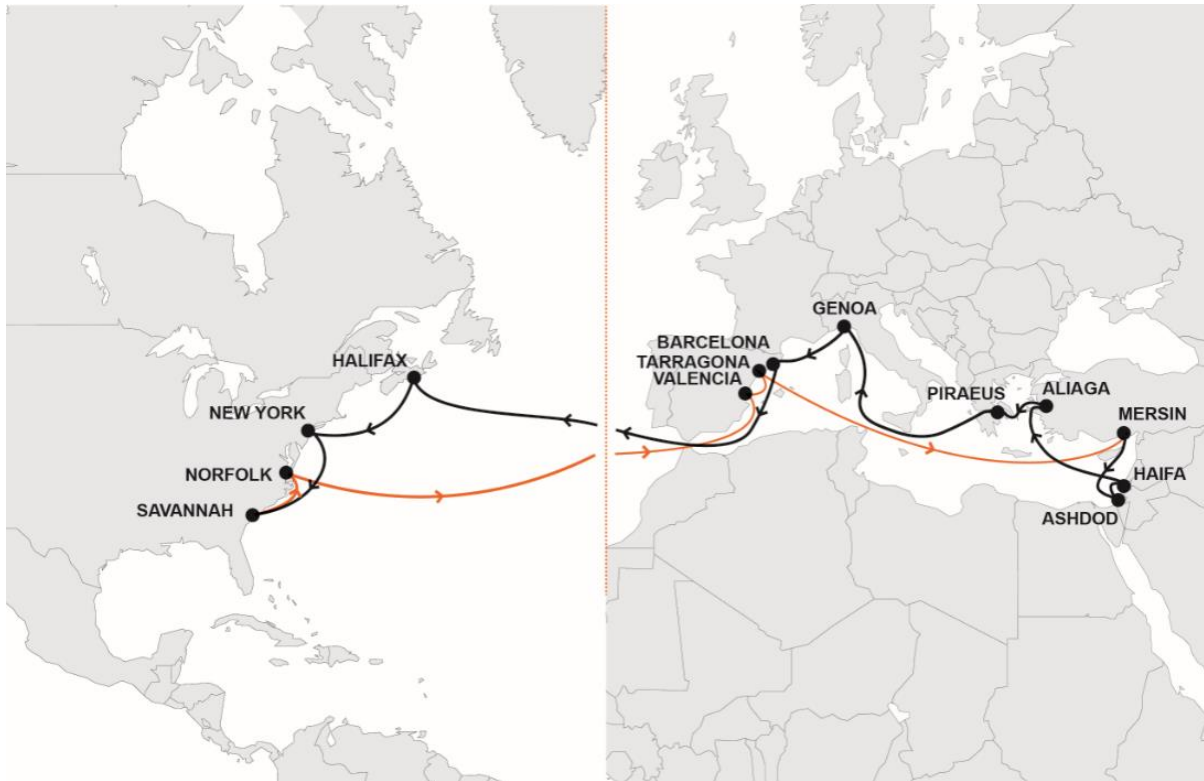 GENOA
BARCELONA
HALIFAX
TARRAGONA
VALENCIA
PIRAEUS
ALIAGA
NEW YORK
MERSIN
NORFOLK
HAIFA
SAVANNAH
ASHDOD